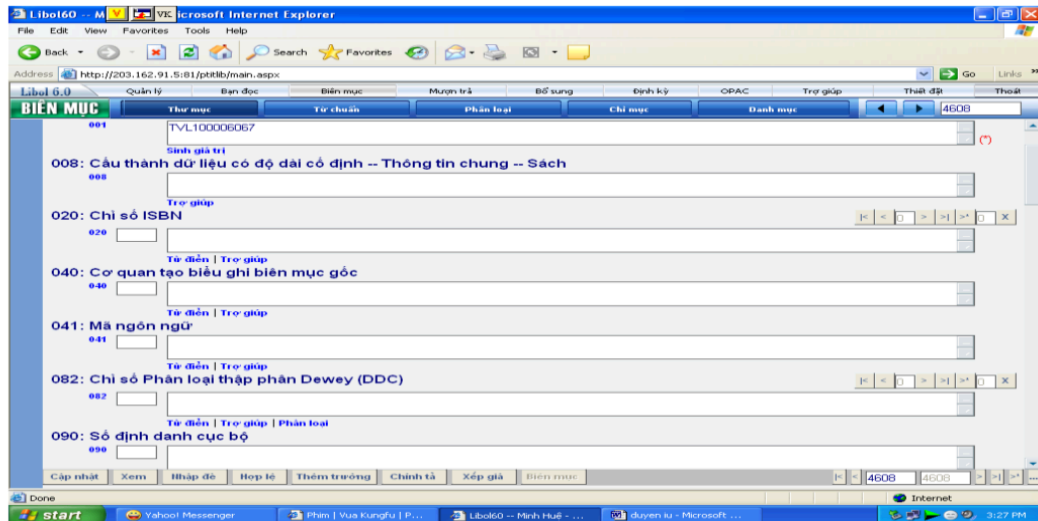 Libol60 -- M V VK icrosoft Internet Explorer
File Edit View Favorites Tools Help
Back Search Favorites
Address http://203.162.91.5:81/ptitlib/main.aspx Go Links »
Libol 6.0 Quản lý Bạn đọc Biên mục Mượn trả Bổ sung Định kỳ OPAC Trợ giúp Thiết đặt Thoát
BIÊN MỤC Thư mục Từ chuẩn Phân loại Chỉ mục Danh mục 4608
001 TVL100006067 (*)
Sinh giá trị
008: Cấu thành dữ liệu có độ dài cố định -- Thông tin chung -- Sách
008
Trợ giúp
020: Chỉ số ISBN |< < 0 > >| >* 0 X
020
Từ điển | Trợ giúp
040: Cơ quan tạo biểu ghi biên mục gốc
040
Từ điển | Trợ giúp
041: Mã ngôn ngữ
041
Từ điển | Trợ giúp
082: Chỉ số Phân loại thập phân Dewey (DDC) |< < 0 > >| >* 0 X
082
Từ điển | Trợ giúp | Phân loại
090: Số định danh cục bộ
090
Cập nhật Xem Nhập đè Hợp lệ Thêm trường Chính tả Xếp giá Biên mục |< < 4608 4608 > >| >* ...
Done Internet
start Yahoo! Messenger Phim | Vua Kungfu | P... Libol60 -- Minh Huệ - ... duyen iu - Microsoft ... 3:27 PM